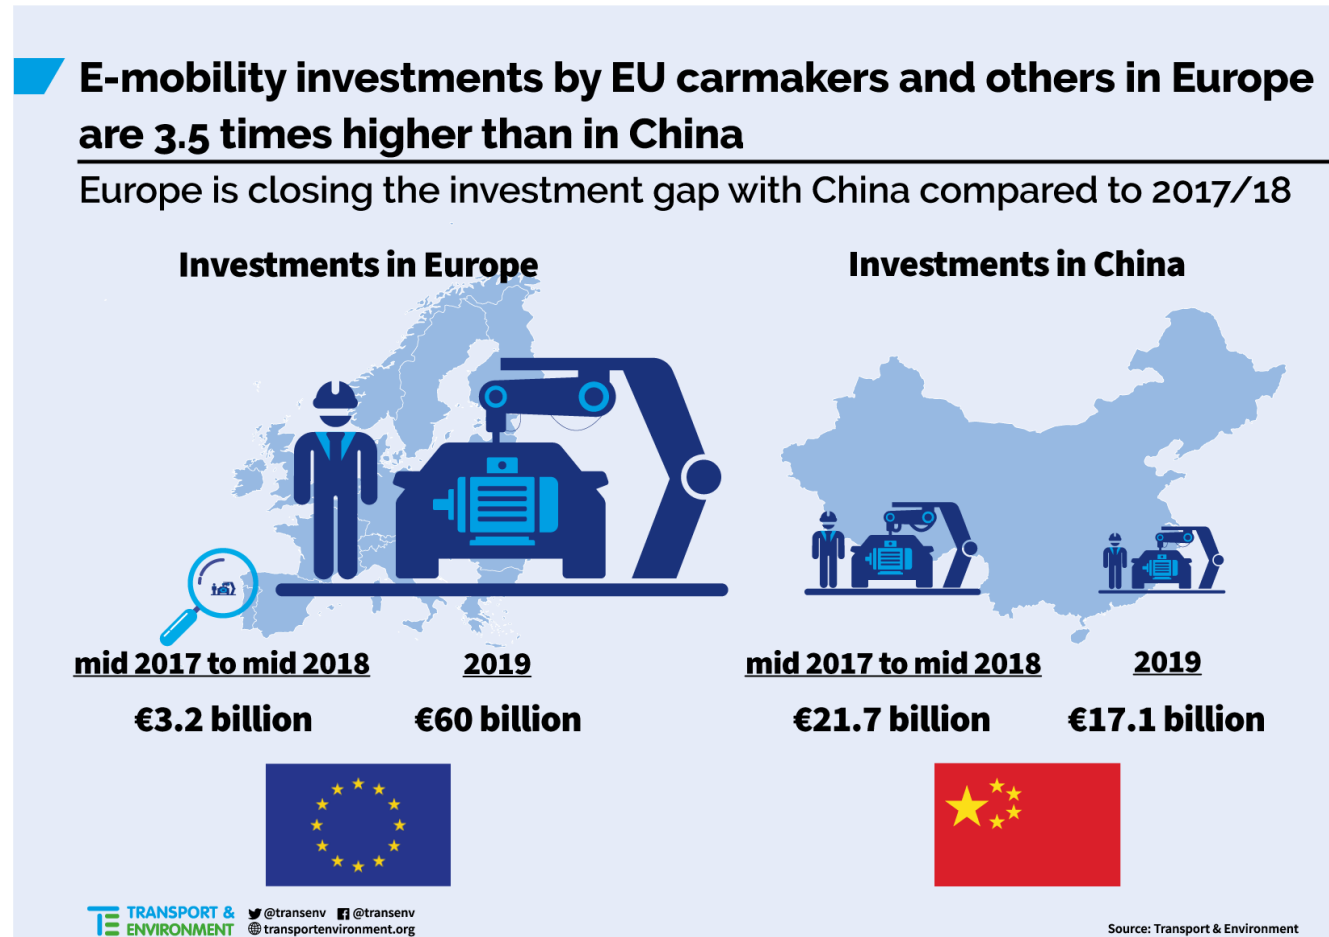 E-mobility investments by EU carmakers and others in Europe
are 3.5 times higher than in China
Europe is closing the investment gap with China compared to 2017/18
Investments in Europe
Investments in China
mid 2017 to mid 2018
2019
mid 2017 to mid 2018
2019
€3.2 billion
€60 billion
€21.7 billion
€17.1 billion
TRANSPORT &
ENVIRONMENT
@transenv
@transenv
transportenvironment.org
Source: Transport & Environment